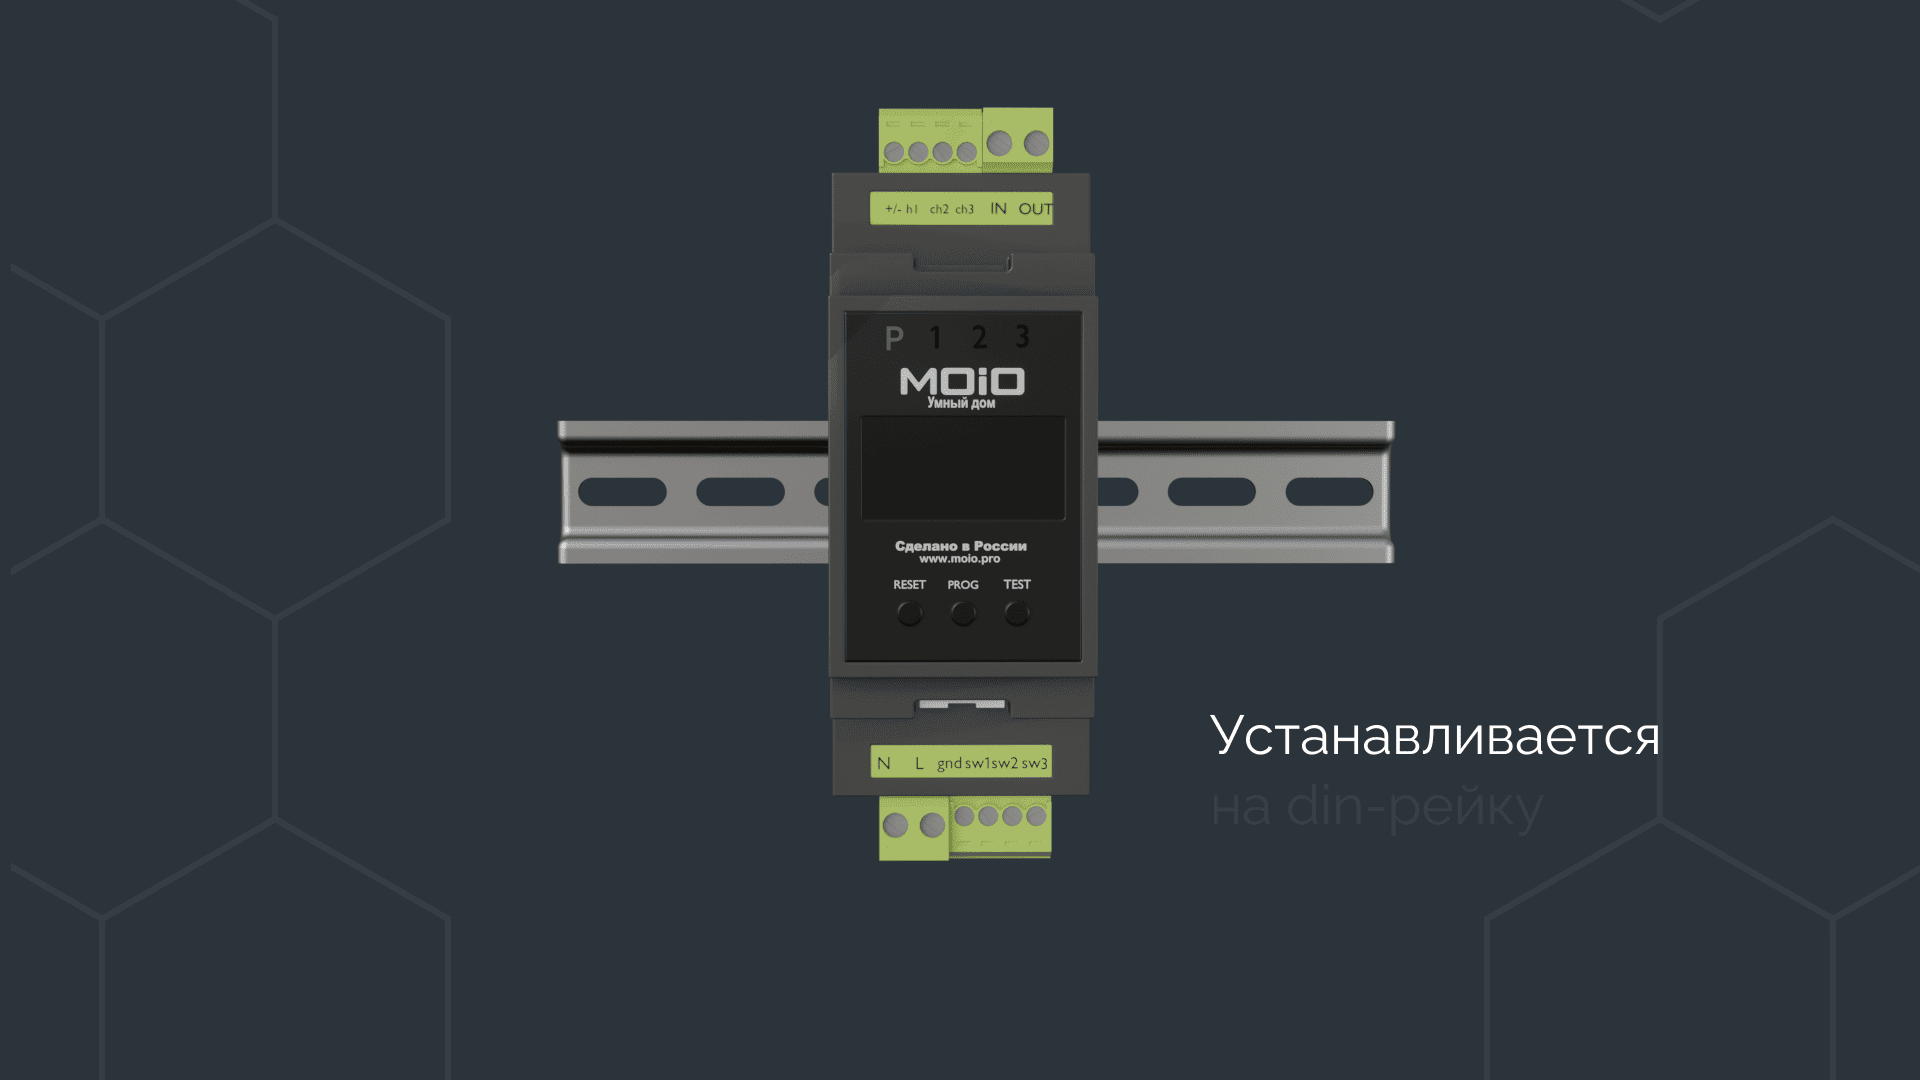 +/- h1 ch2 ch3 IN OUT
P 1 2 3
MOiO
Умный дом
Сделано в России
www.moio.pro
RESET PROG TEST
N L gnd sw1 sw2 sw3
Устанавливается
на din-рейку